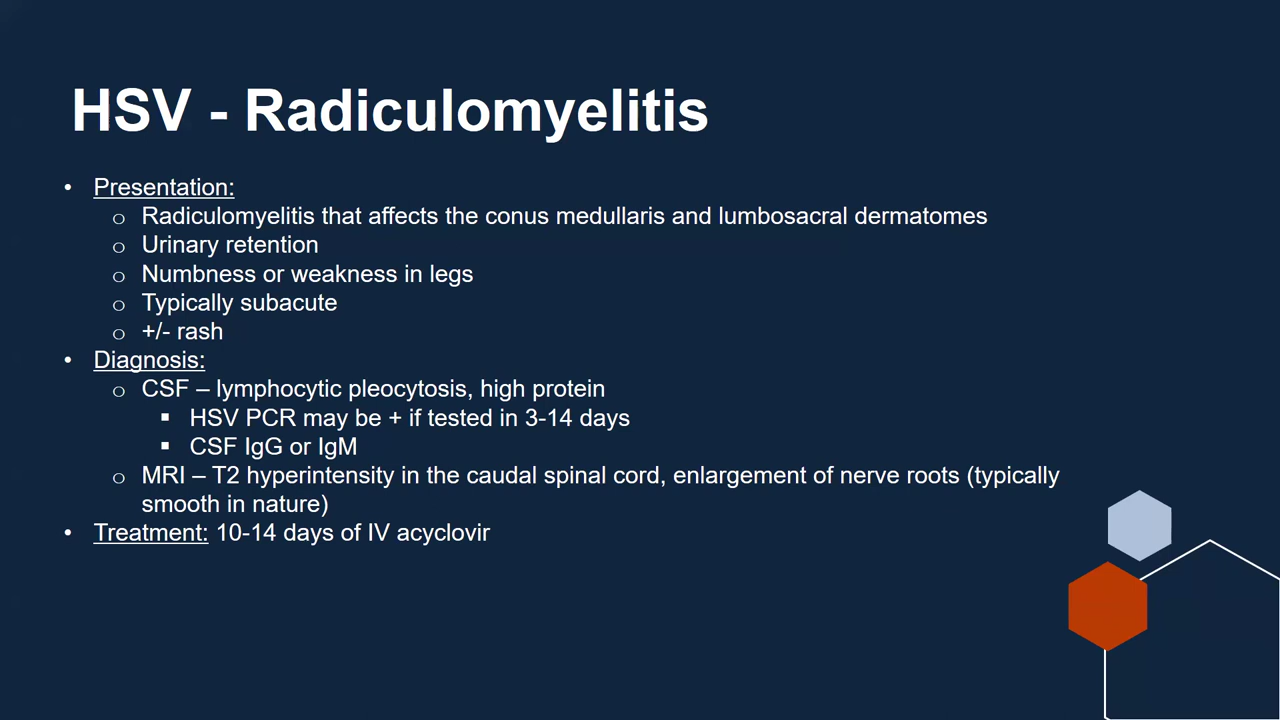 HSV - Radiculomyelitis
• Presentation:
o Radiculomyelitis that affects the conus medullaris and lumbosacral dermatomes
o Urinary retention
o Numbness or weakness in legs
o Typically subacute
o +/- rash
• Diagnosis:
o CSF – lymphocytic pleocytosis, high protein
▪ HSV PCR may be + if tested in 3-14 days
▪ CSF IgG or IgM
o MRI – T2 hyperintensity in the caudal spinal cord, enlargement of nerve roots (typically
smooth in nature)
• Treatment: 10-14 days of IV acyclovir